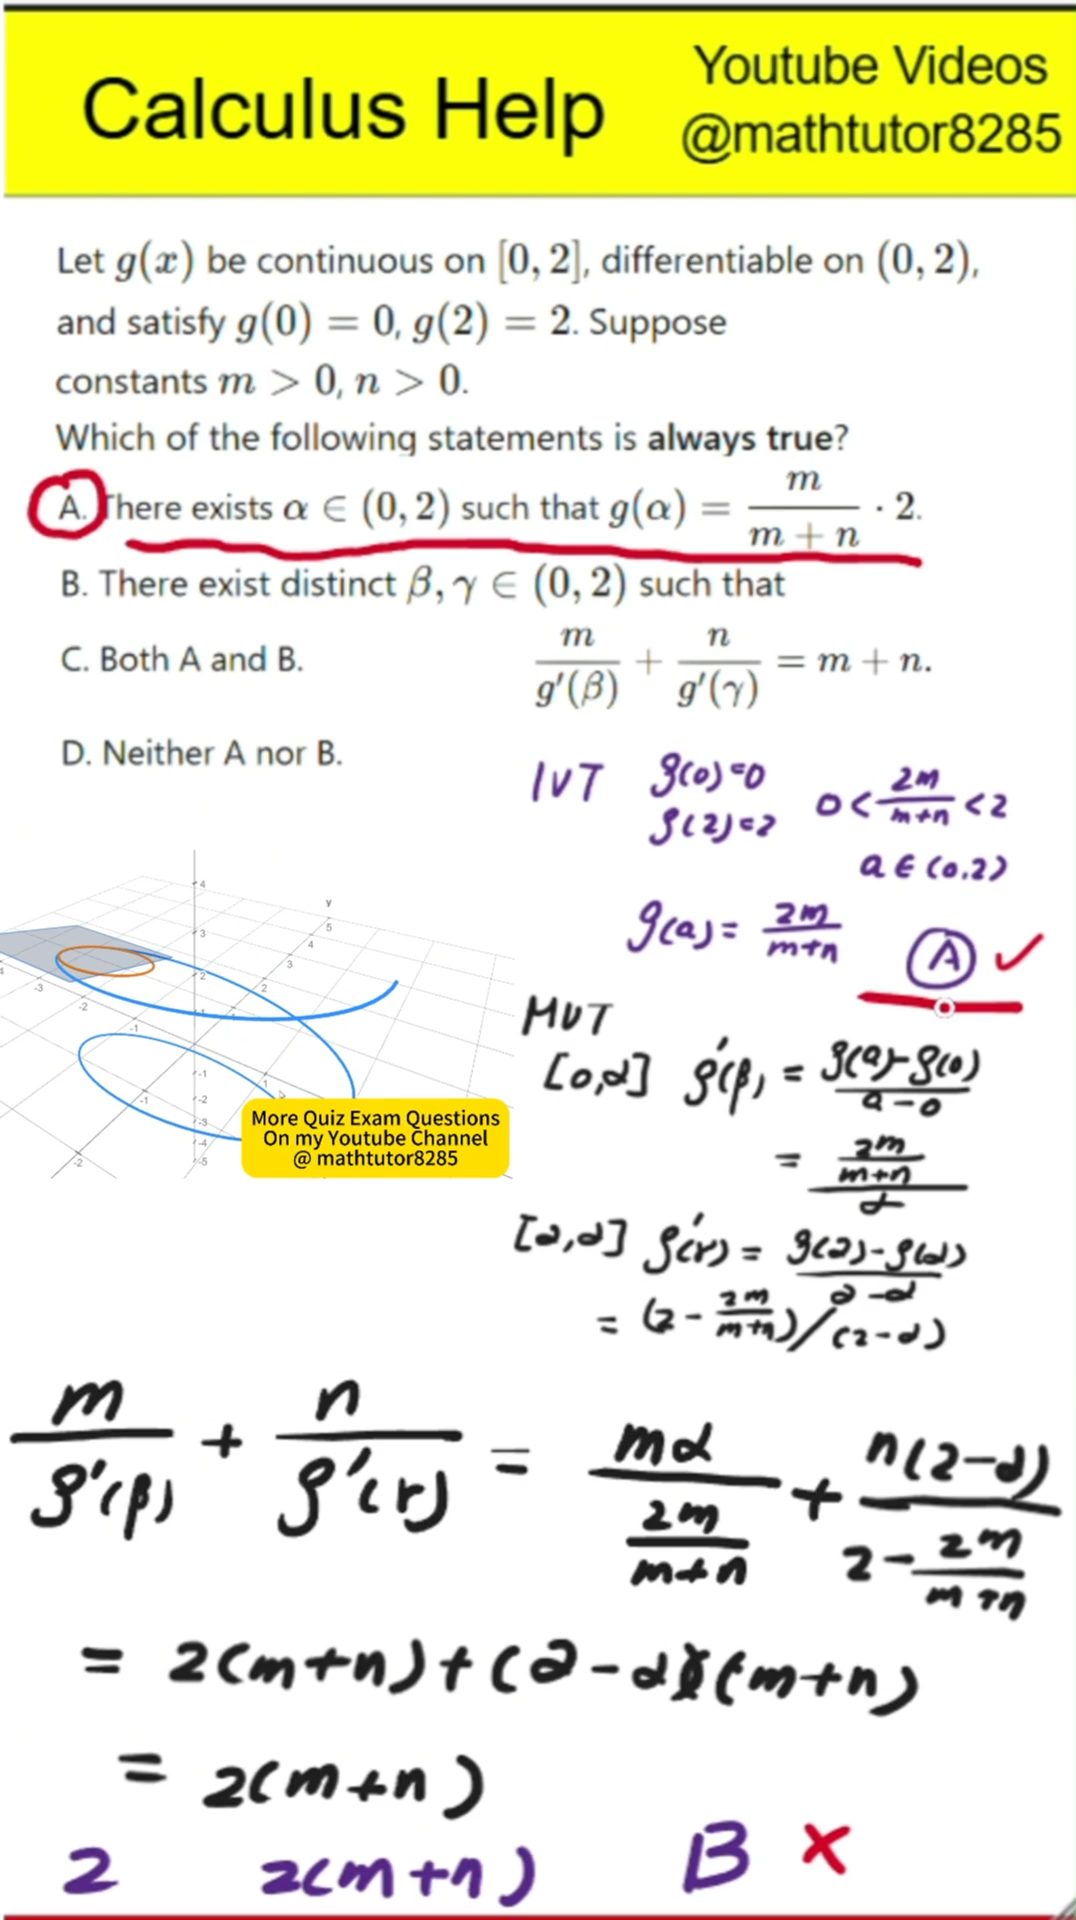 Calculus Help
Youtube Videos
@mathtutor8285
Let g(x) be continuous on [0, 2], differentiable on (0, 2),
and satisfy g(0) = 0, g(2) = 2. Suppose
constants m > 0, n > 0.
Which of the following statements is always true?
A. There exists α ∈ (0, 2) such that g(α) = m/(m + n) · 2.
B. There exist distinct β, γ ∈ (0, 2) such that
m/g′(β) + n/g′(γ) = m + n.
C. Both A and B.
D. Neither A nor B.
IVT g(0)=0
g(2)=2
0 < 2m/(m+n) < 2
a ∈ (0.2)
g(a) = 2m/(m+n)
A ✓
MVT
[0,α] g′(β) = (g(a)-g(0))/(a-0)
= (2m/(m+n))/α
[2,α] g′(r) = (g(2)-g(α))/(2-α)
= (2 - 2m/(m+n))/(2-α)
More Quiz Exam Questions
On my Youtube Channel
@ mathtutor8285
m/g′(β) + n/g′(r) = mα/(2m/(m+n)) + n(2-α)/(2 - 2m/(m+n))
= 2(m+n)+(2-α)(m+n)
= 2(m+n)
2 2(m+n) B ×